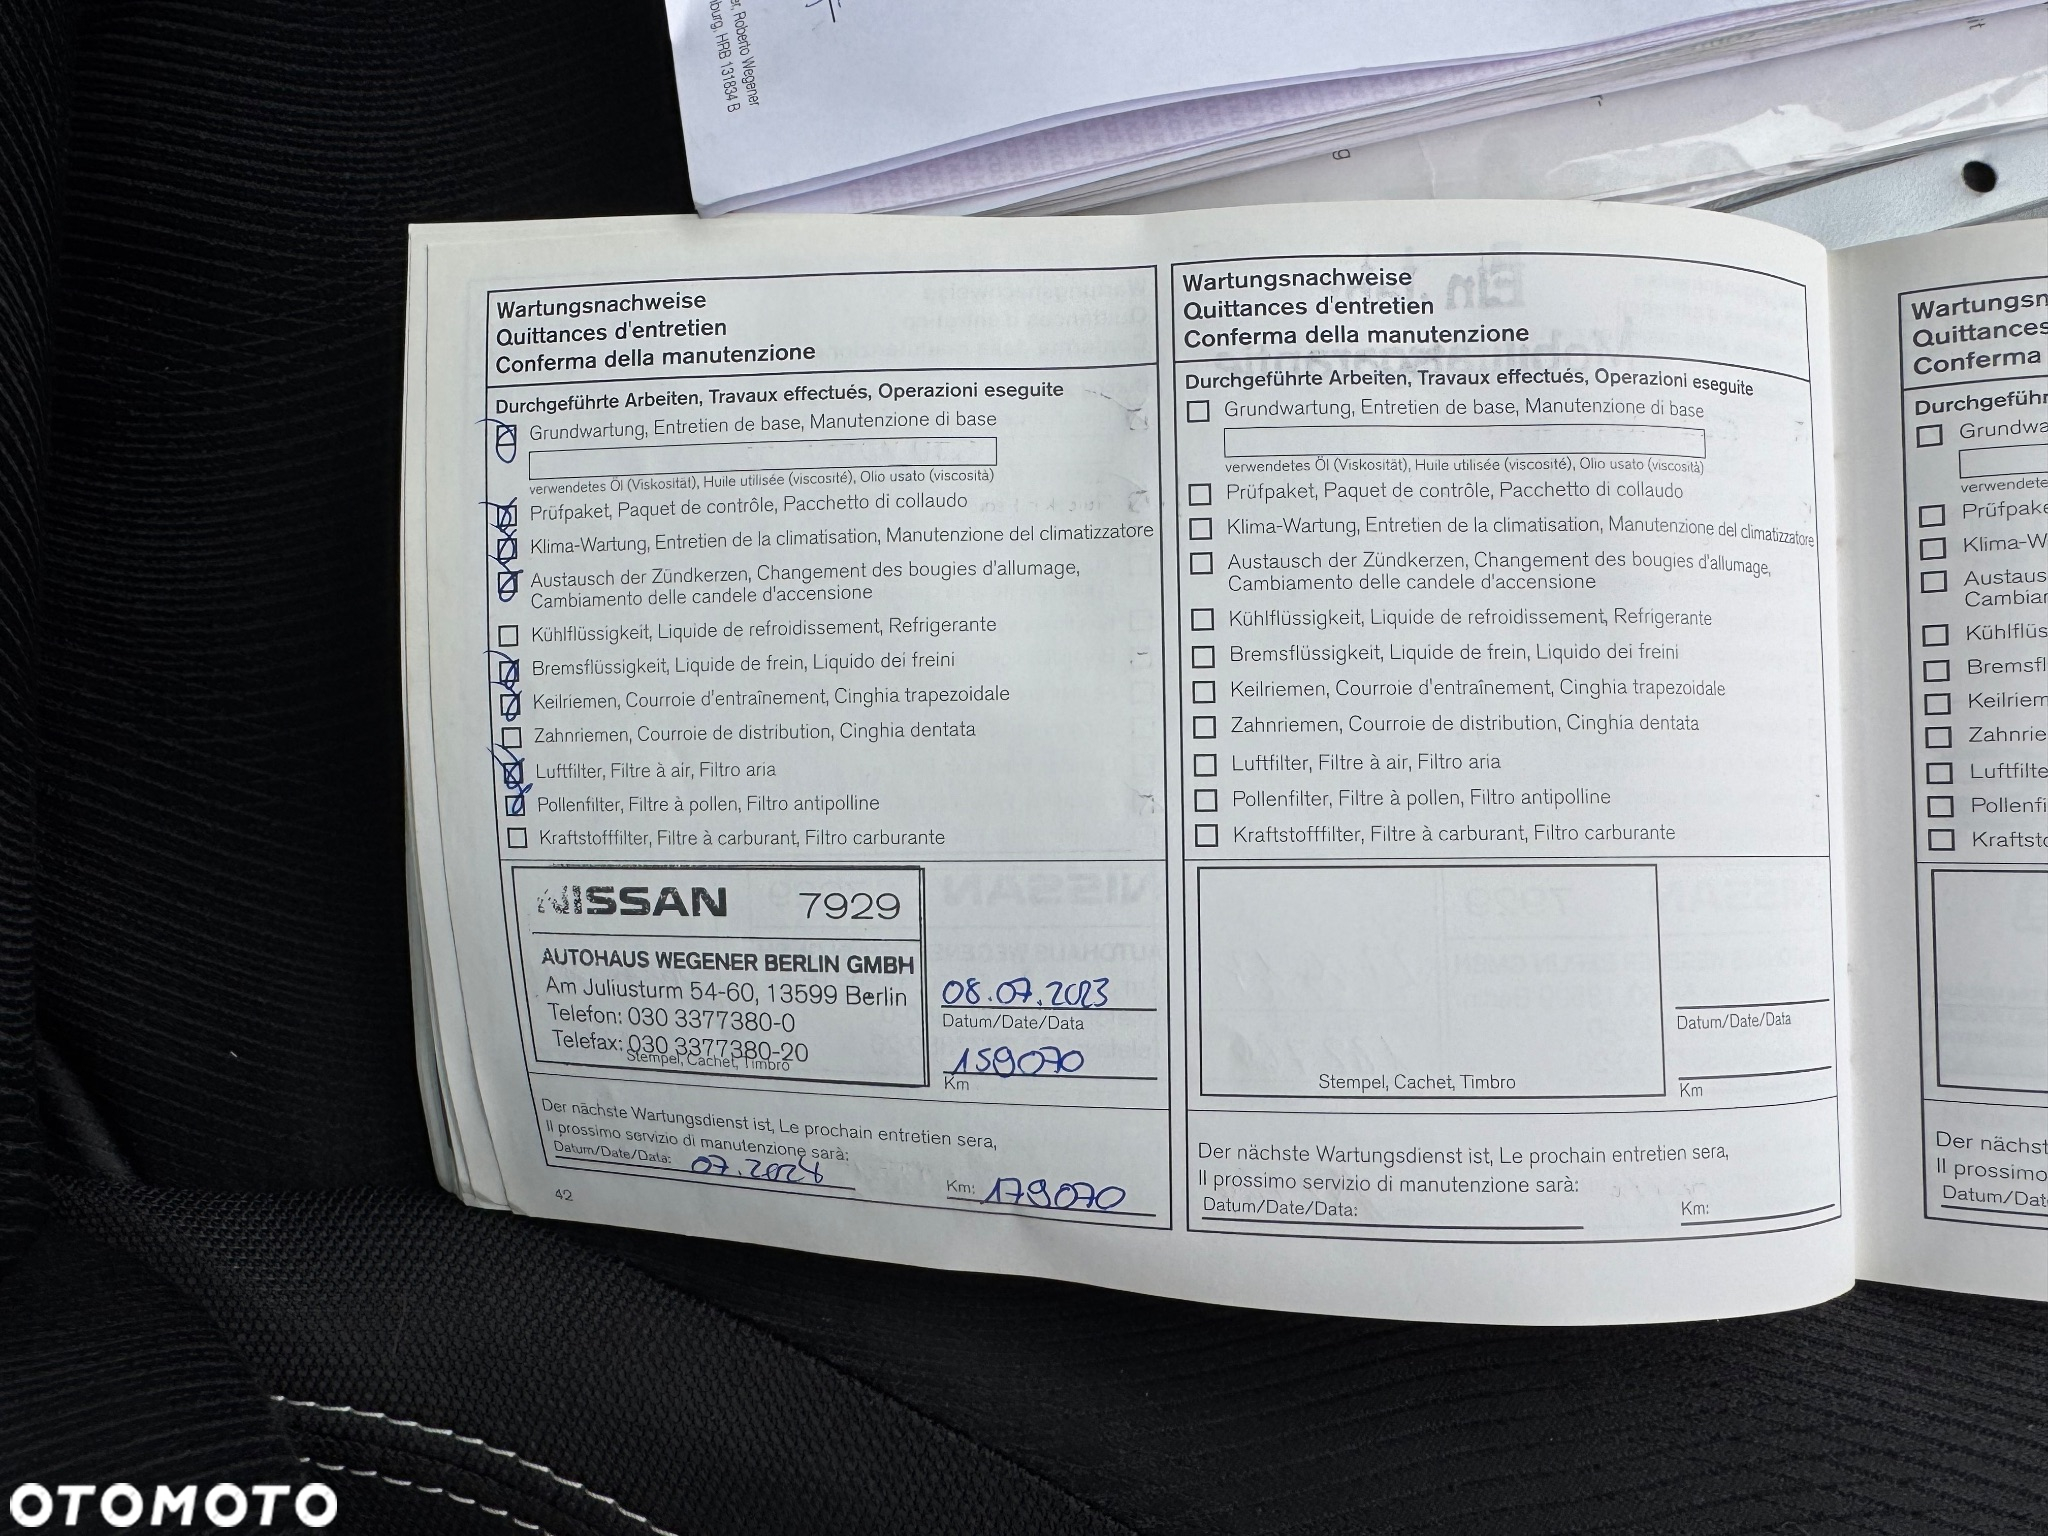 er, Roberto Wegener
nburg, HRB 131834 B
Wartungsnachweise
Quittances d'entretien
Conferma della manutenzione
Durchgeführte Arbeiten, Travaux effectués, Operazioni eseguite
Grundwartung, Entretien de base, Manutenzione di base
verwendetes Öl (Viskosität), Huile utilisée (viscosité), Olio usato (viscosità)
Prüfpaket, Paquet de contrôle, Pacchetto di collaudo
Klima-Wartung, Entretien de la climatisation, Manutenzione del climatizzatore
Austausch der Zündkerzen, Changement des bougies d'allumage,
Cambiamento delle candele d'accensione
Kühlflüssigkeit, Liquide de refroidissement, Refrigerante
Bremsflüssigkeit, Liquide de frein, Liquido dei freini
Keilriemen, Courroie d'entraînement, Cinghia trapezoidale
Zahnriemen, Courroie de distribution, Cinghia dentata
Luftfilter, Filtre à air, Filtro aria
Pollenfilter, Filtre à pollen, Filtro antipolline
Kraftstofffilter, Filtre à carburant, Filtro carburante
NISSAN 7929
AUTOHAUS WEGENER BERLIN GMBH
Am Juliusturm 54-60, 13599 Berlin
Telefon: 030 3377380-0
Telefax: 030 3377380-20
Stempel, Cachet, Timbro
08.07.2023
Datum/Date/Data
159070
Km
Der nächste Wartungsdienst ist, Le prochain entretien sera,
Il prossimo servizio di manutenzione sarà:
Datum/Date/Data: 07.2024
Km: 179070
42
Wartungsnachweise
Quittances d'entretien
Conferma della manutenzione
Durchgeführte Arbeiten, Travaux effectués, Operazioni eseguite
Grundwartung, Entretien de base, Manutenzione di base
verwendetes Öl (Viskosität), Huile utilisée (viscosité), Olio usato (viscosità)
Prüfpaket, Paquet de contrôle, Pacchetto di collaudo
Klima-Wartung, Entretien de la climatisation, Manutenzione del climatizzatore
Austausch der Zündkerzen, Changement des bougies d'allumage,
Cambiamento delle candele d'accensione
Kühlflüssigkeit, Liquide de refroidissement, Refrigerante
Bremsflüssigkeit, Liquide de frein, Liquido dei freini
Keilriemen, Courroie d'entraînement, Cinghia trapezoidale
Zahnriemen, Courroie de distribution, Cinghia dentata
Luftfilter, Filtre à air, Filtro aria
Pollenfilter, Filtre à pollen, Filtro antipolline
Kraftstofffilter, Filtre à carburant, Filtro carburante
Stempel, Cachet, Timbro
Datum/Date/Data
Km
Der nächste Wartungsdienst ist, Le prochain entretien sera,
Il prossimo servizio di manutenzione sarà:
Datum/Date/Data:
Km:
Wartungsn
Quittances
Conferma
Durchgeführ
Grundwa
verwendete
Prüfpake
Klima-W
Austaus
Cambiar
Kühlflüs
Bremsfl
Keilriem
Zahnrie
Luftfilte
Pollenfi
Kraftsto
Der nächst
Il prossimo
Datum/Dat
OTOMOTO